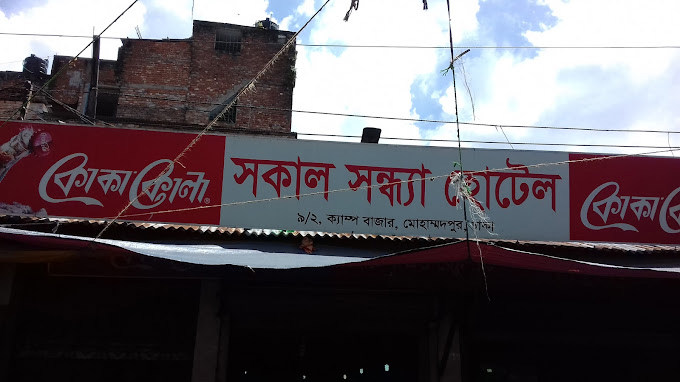 কোকা কোলা
সকাল সন্ধ্যা হোটেল
৯/২, ক্যাম্প বাজার, মোহাম্মদপুর, ঢাকা
কোকা